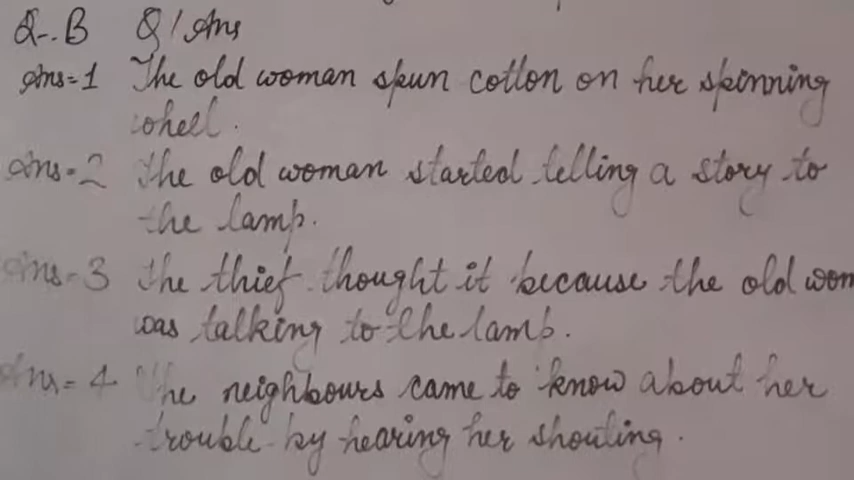 Q-. B Q/Ans
Ans=1 The old woman spun cotton on her spinning
wheel.
Ans.2 The old woman started telling a story to
the lamp.
Ans-3 The thief thought it because the old wom
was talking to the lamp.
Ans=4 The neighbours came to know about her
trouble by hearing her shouting.